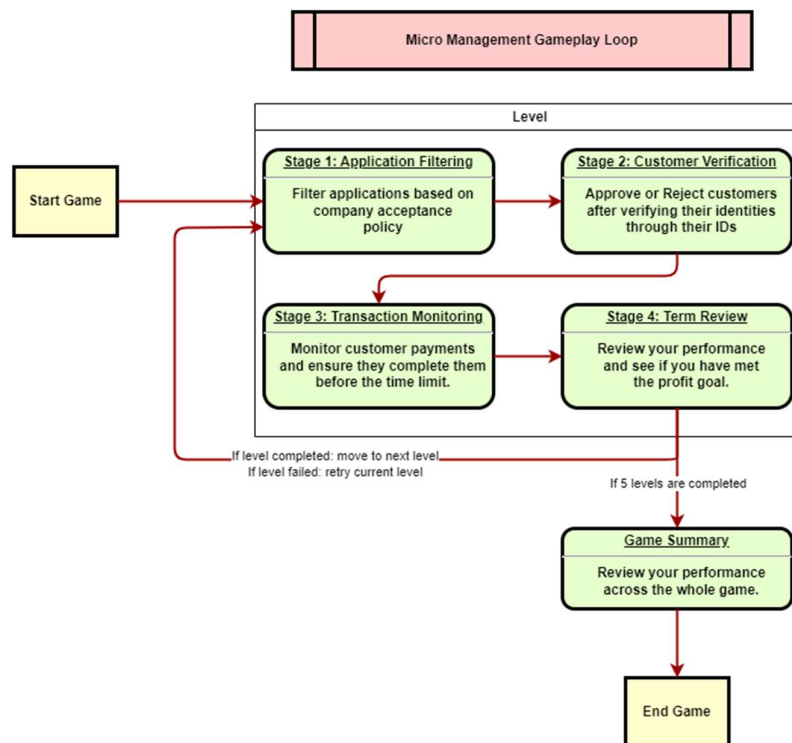 Micro Management Gameplay Loop
Level
Start Game
Stage 1: Application Filtering
Filter applications based on
company acceptance
policy
Stage 2: Customer Verification
Approve or Reject customers
after verifying their identities
through their IDs
Stage 3: Transaction Monitoring
Monitor customer payments
and ensure they complete them
before the time limit.
Stage 4: Term Review
Review your performance
and see if you have met
the profit goal.
If level completed: move to next level
If level failed: retry current level
If 5 levels are completed
Game Summary
Review your performance
across the whole game.
End Game